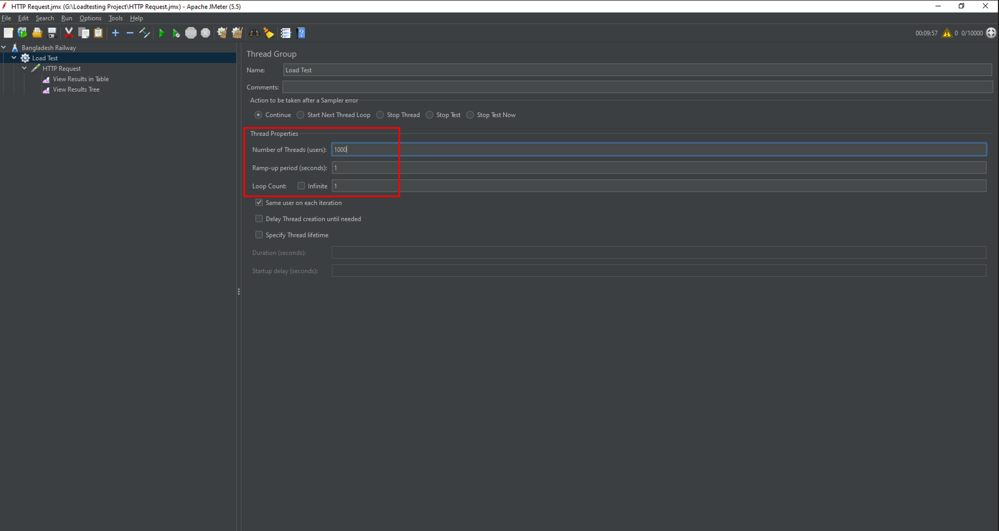 HTTP Request.jmx (G:\Loadtesting Project\HTTP Request.jmx) - Apache JMeter (5.5)
File Edit Search Run Options Tools Help
00:09:57 0 0/10000
Bangladesh Railway
Load Test
HTTP Request
View Results in Table
View Results Tree
Thread Group
Name: Load Test
Comments:
Action to be taken after a Sampler error
Continue Start Next Thread Loop Stop Thread Stop Test Stop Test Now
Thread Properties
Number of Threads (users): 1000
Ramp-up period (seconds): 1
Loop Count: Infinite 1
Same user on each iteration
Delay Thread creation until needed
Specify Thread lifetime
Duration (seconds):
Startup delay (seconds):